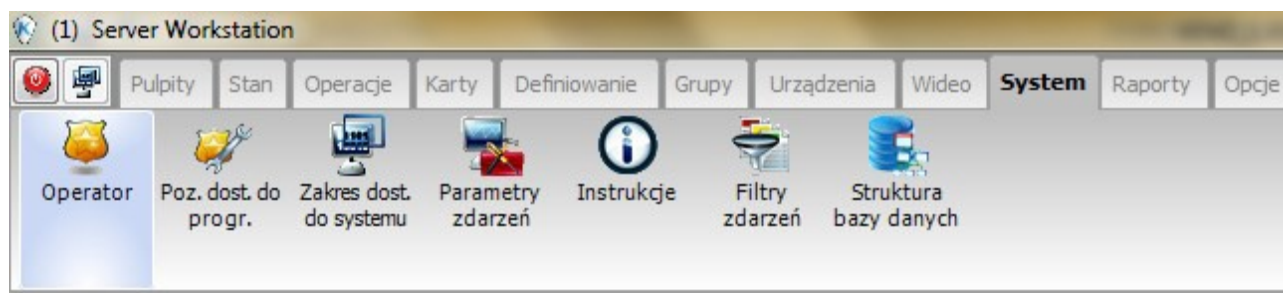 (1) Server Workstation
Pulpity Stan Operacje Karty Definiowanie Grupy Urządzenia Wideo System Raporty Opcje
Operator Poz. dost. do Zakres dost. Parametry Instrukcje Filtry Struktura
progr. do systemu zdarzeń zdarzeń bazy danych